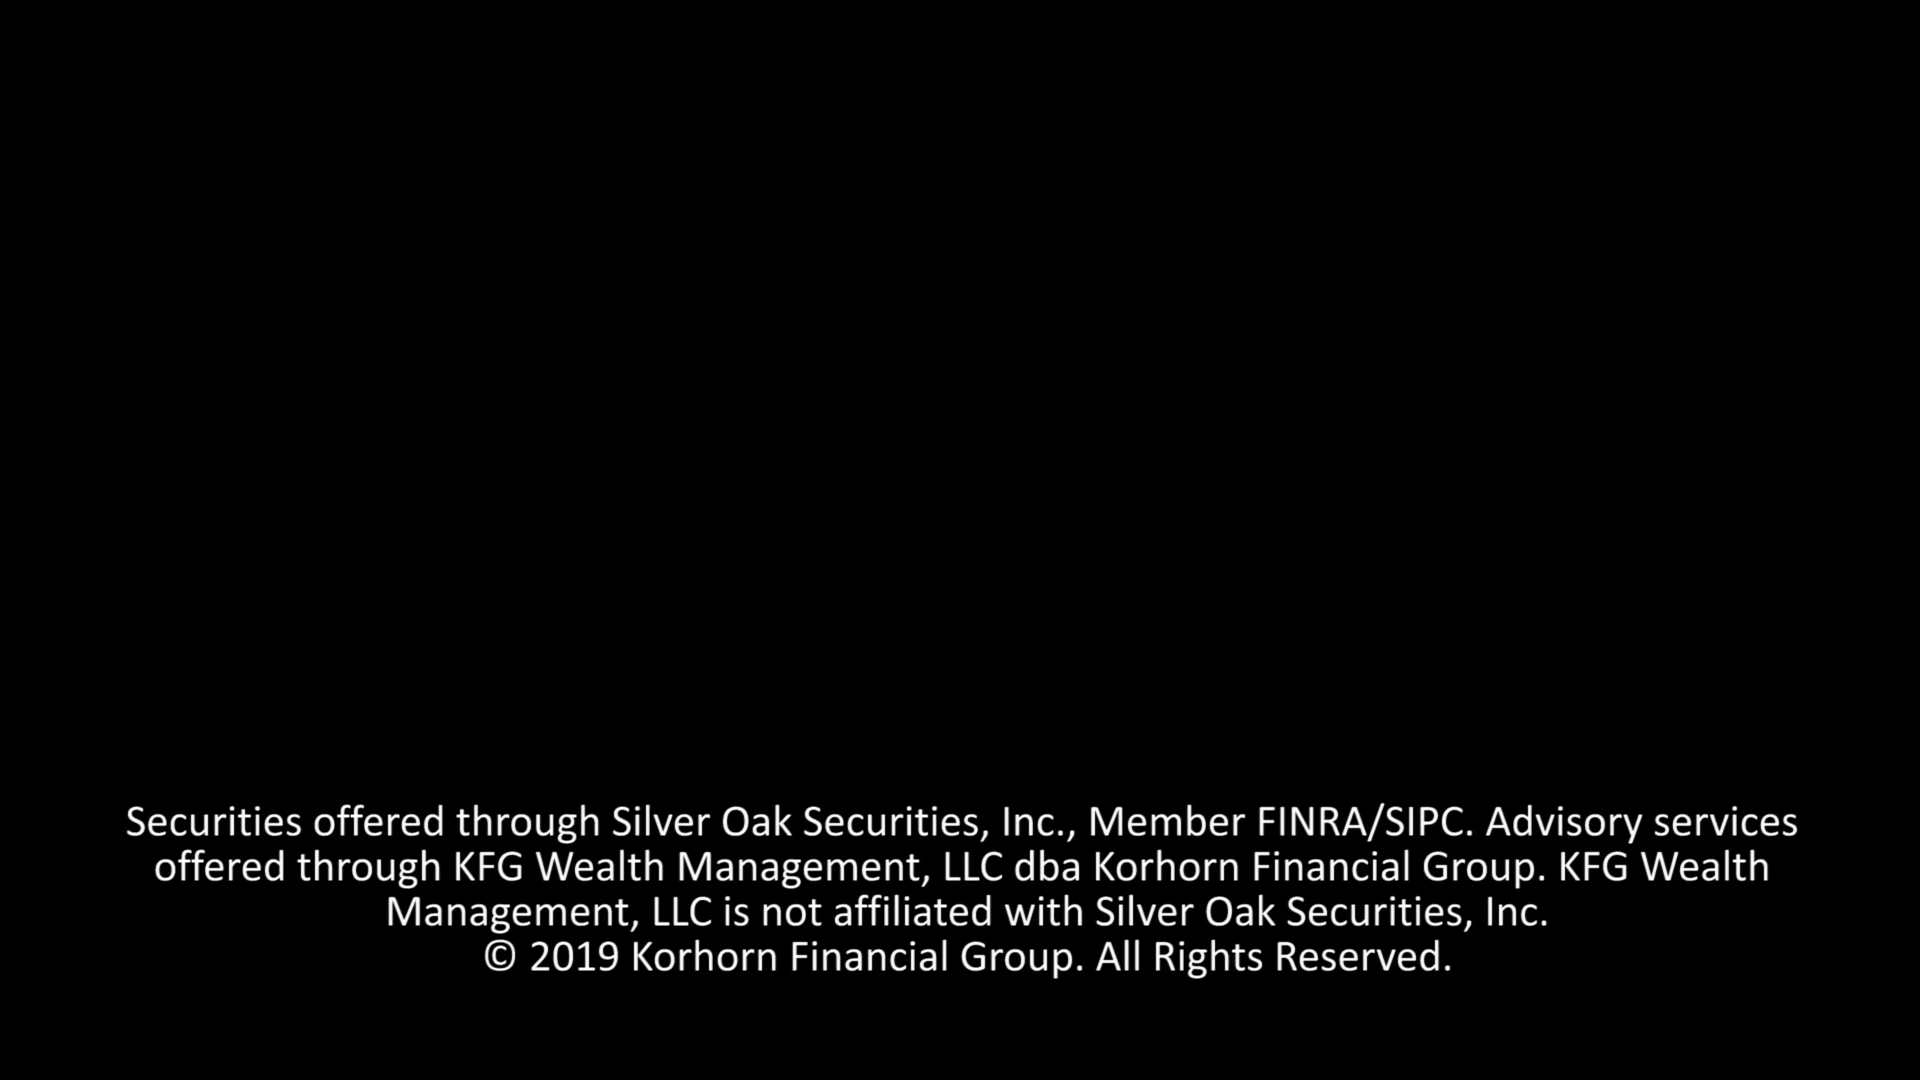 Securities offered through Silver Oak Securities, Inc., Member FINRA/SIPC. Advisory services
offered through KFG Wealth Management, LLC dba Korhorn Financial Group. KFG Wealth
Management, LLC is not affiliated with Silver Oak Securities, Inc.
© 2019 Korhorn Financial Group. All Rights Reserved.